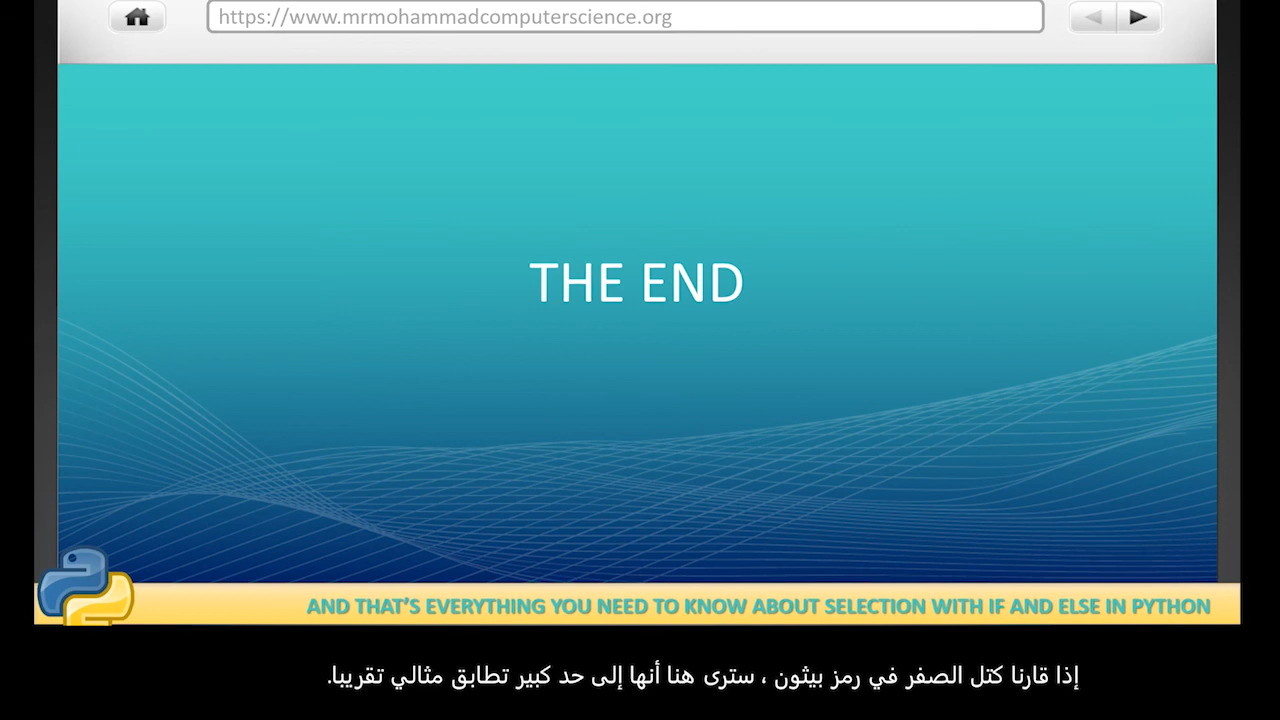 https://www.mrmohammadcomputerscience.org
THE END
AND THAT'S EVERYTHING YOU NEED TO KNOW ABOUT SELECTION WITH IF AND ELSE IN PYTHON
إذا قارنا كتل الصفر في رمز بيثون ، سترى هنا أنها إلى حد كبير تطابق مثالي تقريبا.